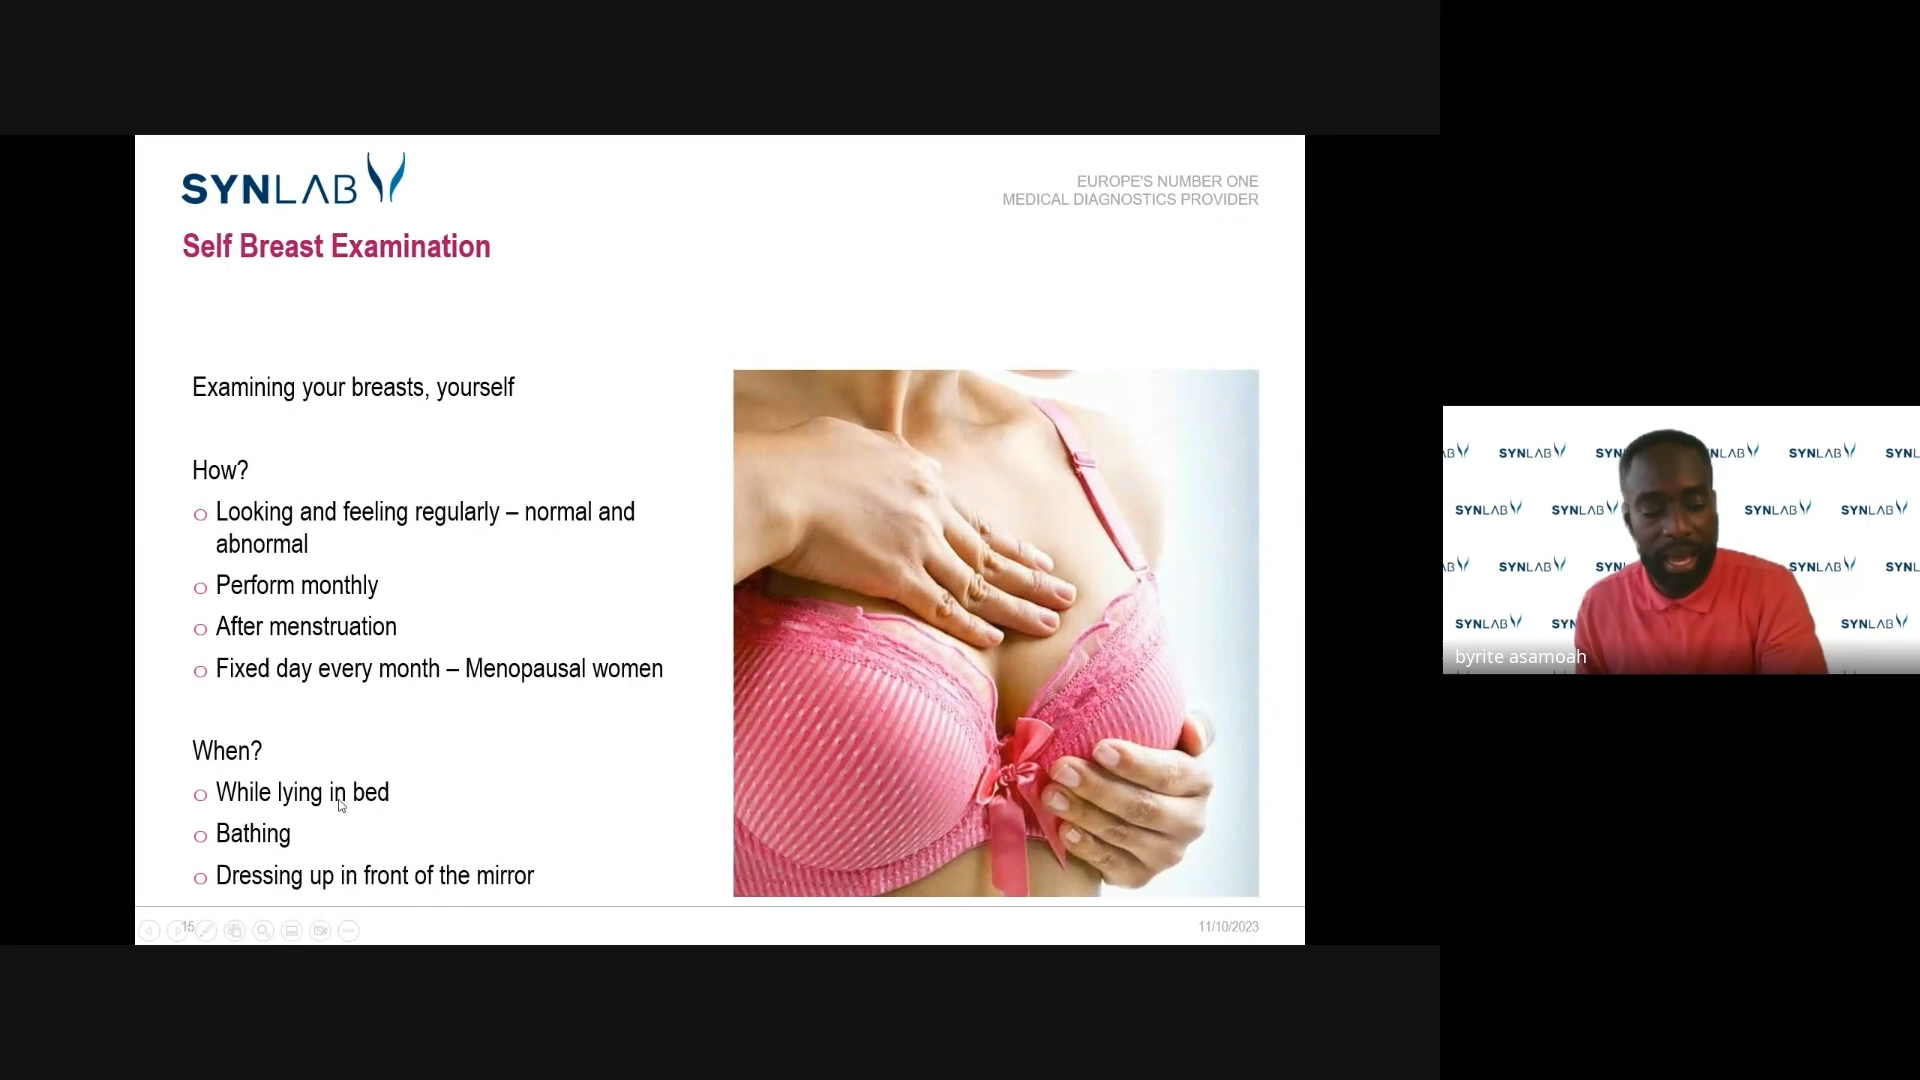 SYNLAB
EUROPE'S NUMBER ONE
MEDICAL DIAGNOSTICS PROVIDER
Self Breast Examination
Examining your breasts, yourself
How?
o Looking and feeling regularly – normal and
abnormal
o Perform monthly
o After menstruation
o Fixed day every month – Menopausal women
When?
o While lying in bed
o Bathing
o Dressing up in front of the mirror
15
11/10/2023
SYNLAB SYN NLAB SYNLAB SYNL
SYNLAB SYNLAB SYNLAB SYNLAB
SYNLAB SYN SYNLAB SYNL
SYNLAB SYN SYNLAB
byrite asamoah